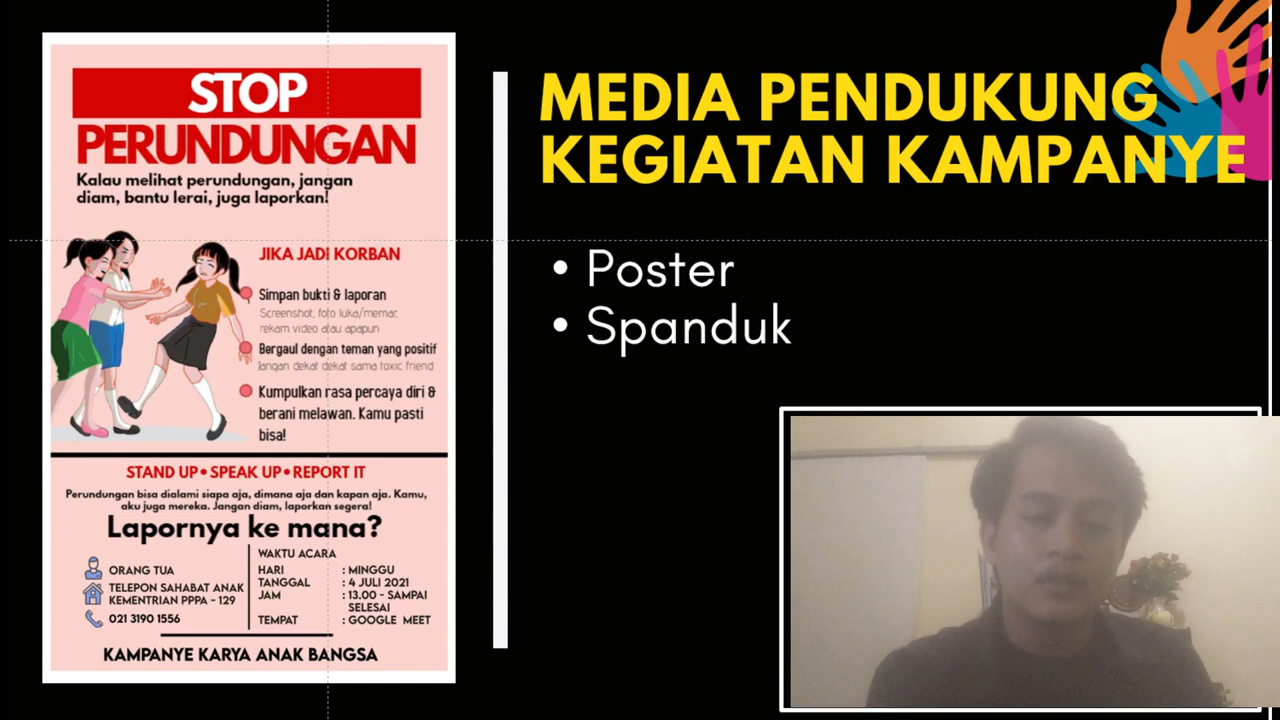 STOP
PERUNDUNGAN
Kalau melihat perundungan, jangan
diam, bantu lerai, juga laporkan!
JIKA JADI KORBAN
Simpan bukti & laporan
Screenshot, foto luka/memar,
rekam video atau apapun
Bergaul dengan teman yang positif
Jangan dekat dekat sama toxic friend
Kumpulkan rasa percaya diri &
berani melawan. Kamu pasti
bisa!
STAND UP • SPEAK UP • REPORT IT
Perundungan bisa dialami siapa aja, dimana aja dan kapan aja. Kamu,
aku juga mereka. Jangan diam, laporkan segera!
Lapornya ke mana?
ORANG TUA
TELEPON SAHABAT ANAK
KEMENTRIAN PPPA - 129
021 3190 1556
WAKTU ACARA
HARI : MINGGU
TANGGAL : 4 JULI 2021
JAM : 13.00 - SAMPAI
SELESAI
TEMPAT : GOOGLE MEET
KAMPANYE KARYA ANAK BANGSA
MEDIA PENDUKUNG
KEGIATAN KAMPANYE
• Poster
• Spanduk